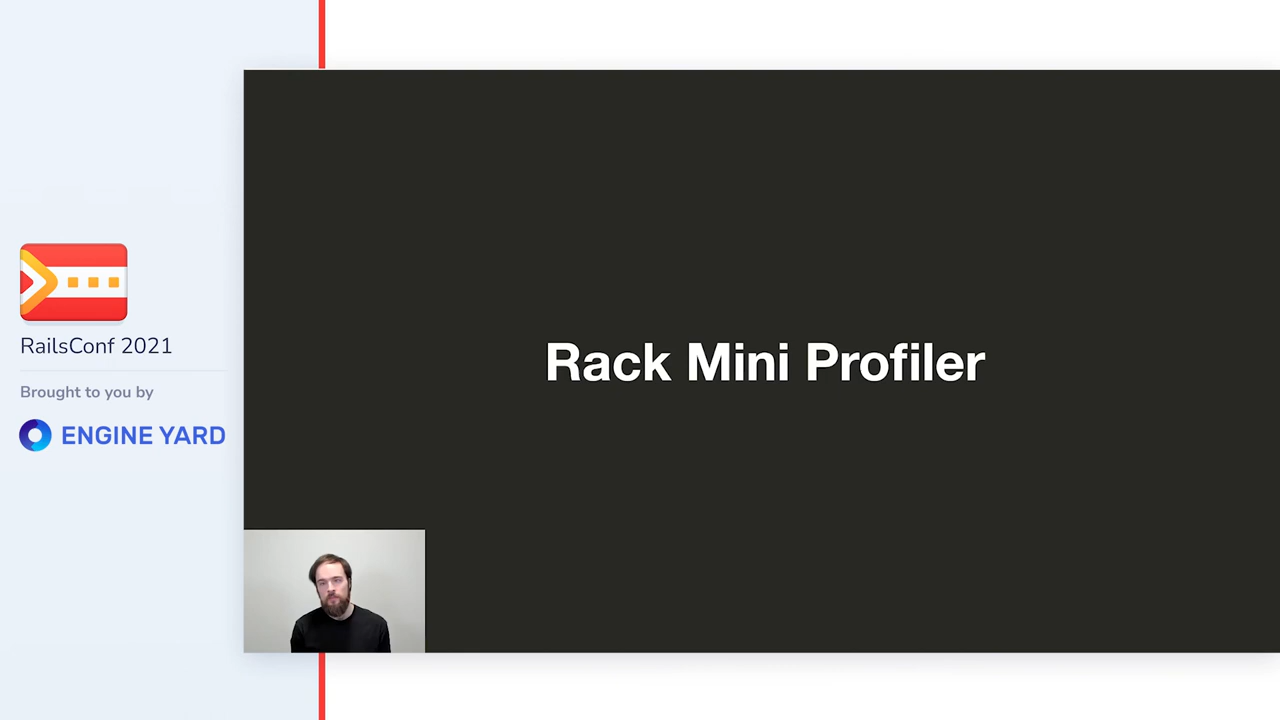 RailsConf 2021
Brought to you by
ENGINE YARD
Rack Mini Profiler